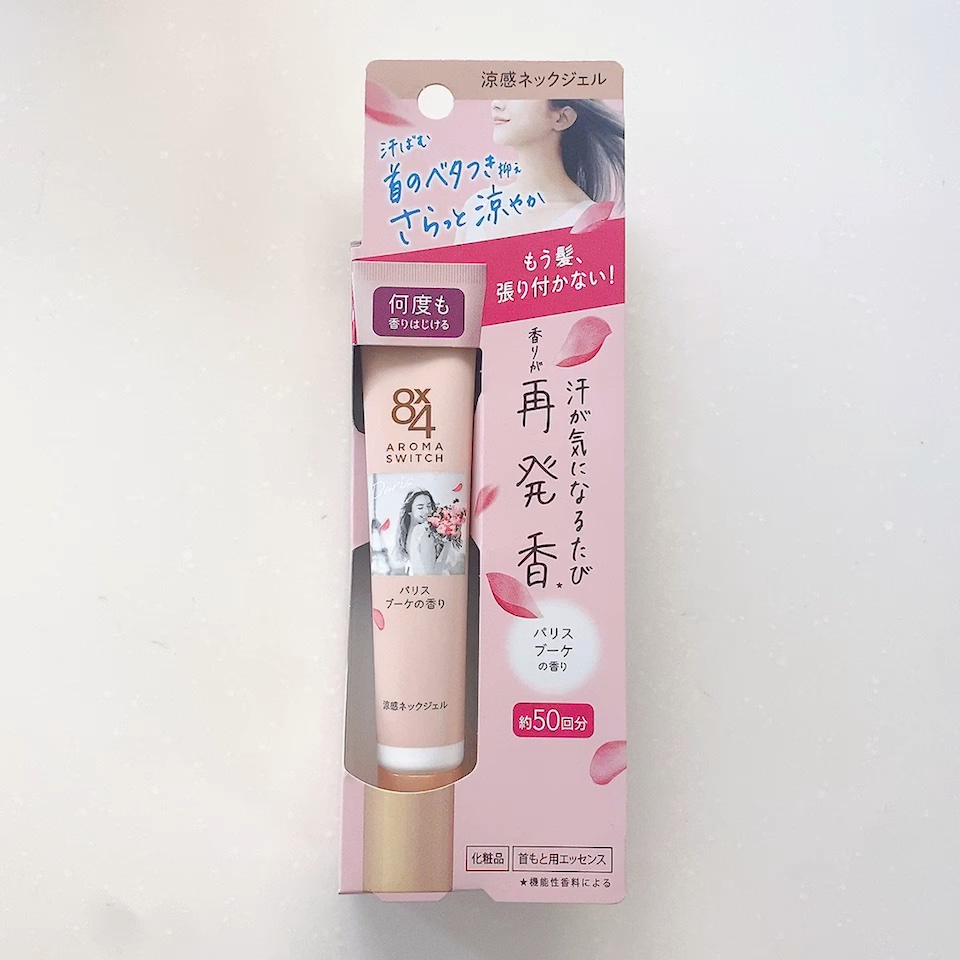 涼感ネックジェル
汗ばむ
首のベタつき抑え
さらっと涼やか
もう髪、
張り付かない!
何度も
香りはじける
8x4
AROMA
SWITCH
Paris
パリス
ブーケの香り
涼感ネックジェル
汗が気になるたび
香りが
再発香★
パリス
ブーケ
の香り
約50回分
化粧品
首もと用エッセンス
★機能性香料による